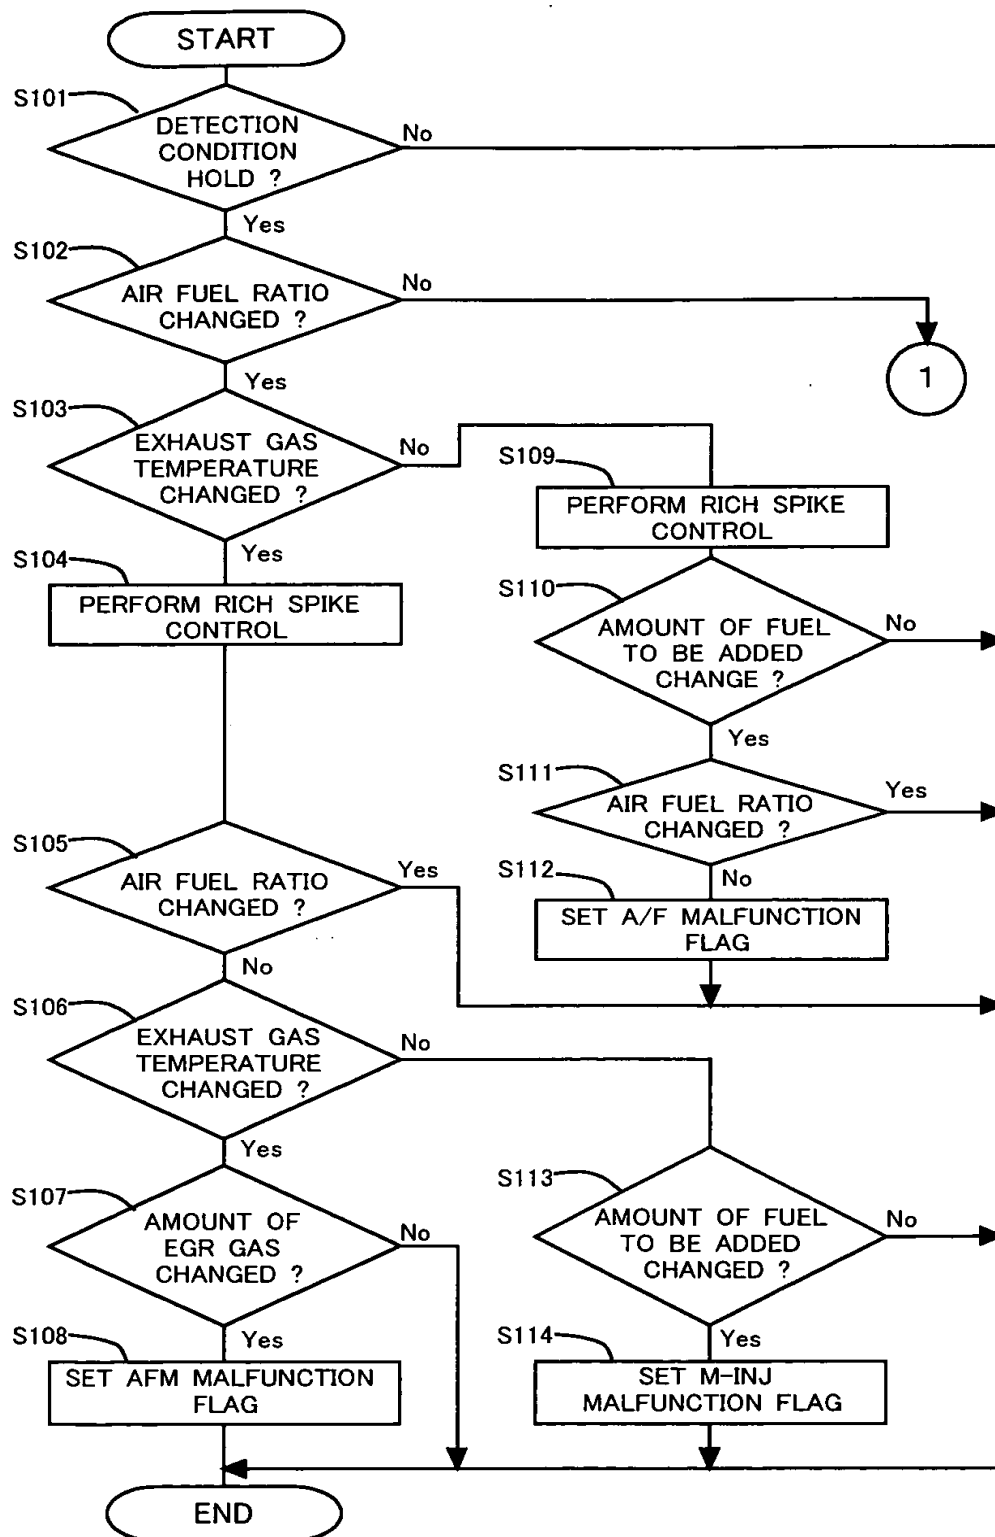 START
S101
DETECTION
CONDITION
HOLD ?
No
Yes
S102
AIR FUEL RATIO
CHANGED ?
No
1
Yes
S103
EXHAUST GAS
TEMPERATURE
CHANGED ?
No
Yes
S104
PERFORM RICH SPIKE
CONTROL
S109
PERFORM RICH SPIKE
CONTROL
S110
AMOUNT OF FUEL
TO BE ADDED
CHANGE ?
No
Yes
S111
AIR FUEL RATIO
CHANGED ?
Yes
No
S112
SET A/F MALFUNCTION
FLAG
S105
AIR FUEL RATIO
CHANGED ?
Yes
No
S106
EXHAUST GAS
TEMPERATURE
CHANGED ?
No
Yes
S107
AMOUNT OF
EGR GAS
CHANGED ?
No
Yes
S108
SET AFM MALFUNCTION
FLAG
S113
AMOUNT OF FUEL
TO BE ADDED
CHANGED ?
No
Yes
S114
SET M-INJ
MALFUNCTION FLAG
END